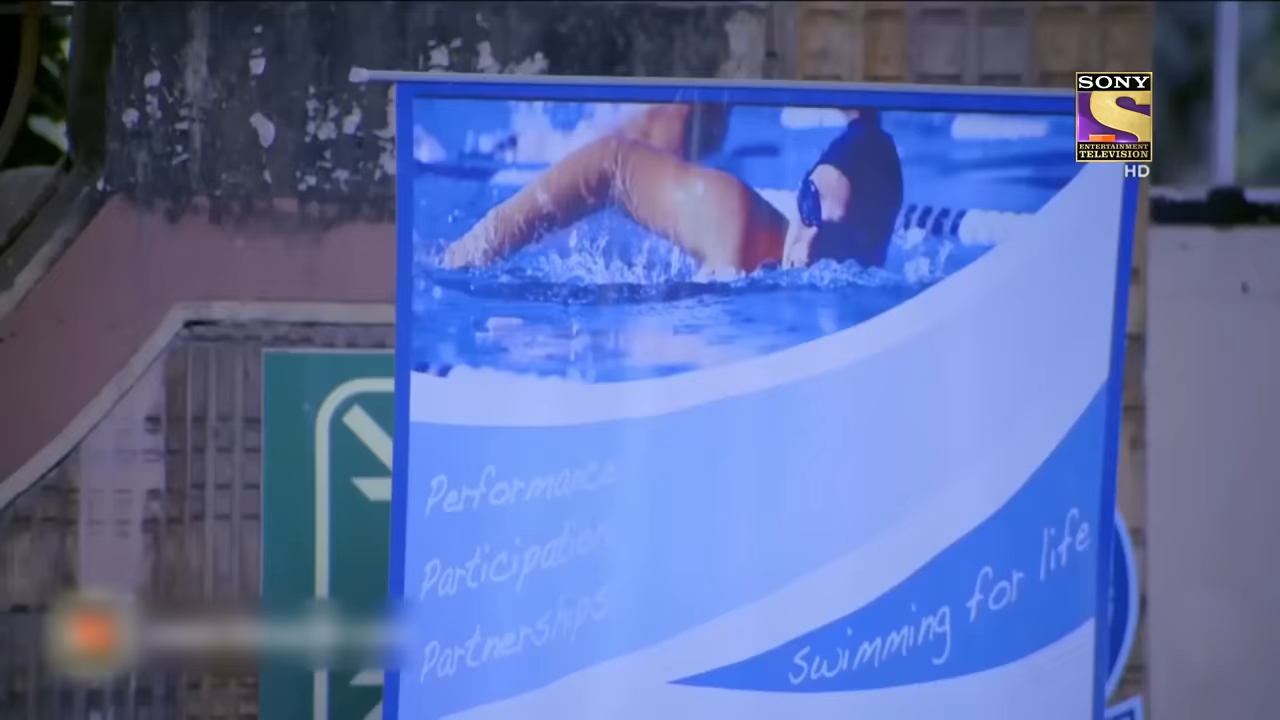 SONY
ENTERTAINMENT
TELEVISION
HD
Performance
Participation
Partnerships
Swimming for life